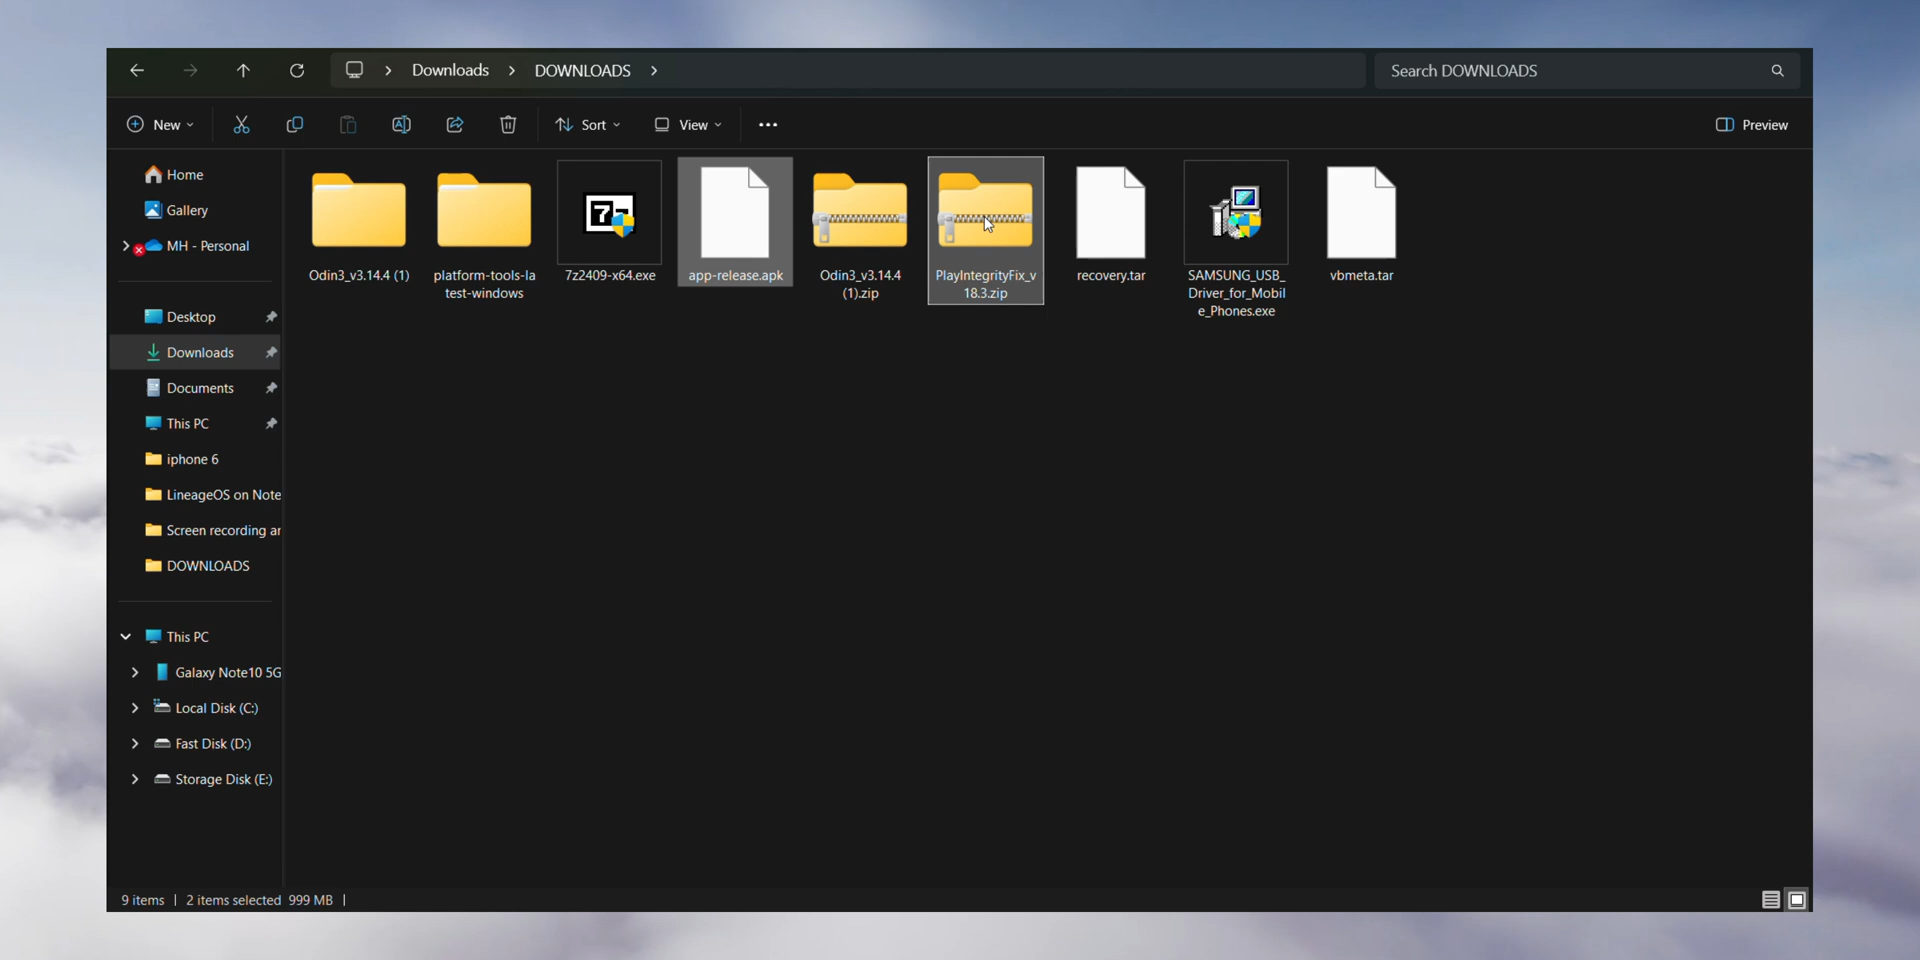 Downloads
DOWNLOADS
Search DOWNLOADS
New
Sort
View
Preview
Home
Gallery
MH - Personal
Desktop
Downloads
Documents
This PC
iphone 6
LineageOS on Note
Screen recording ar
DOWNLOADS
This PC
Galaxy Note10 5G
Local Disk (C:)
Fast Disk (D:)
Storage Disk (E:)
Odin3_v3.14.4 (1)
platform-tools-la
test-windows
7z2409-x64.exe
app-release.apk
Odin3_v3.14.4
(1).zip
PlayIntegrityFix_v
18.3.zip
recovery.tar
SAMSUNG_USB_
Driver_for_Mobil
e_Phones.exe
vbmeta.tar
9 items | 2 items selected 999 MB |